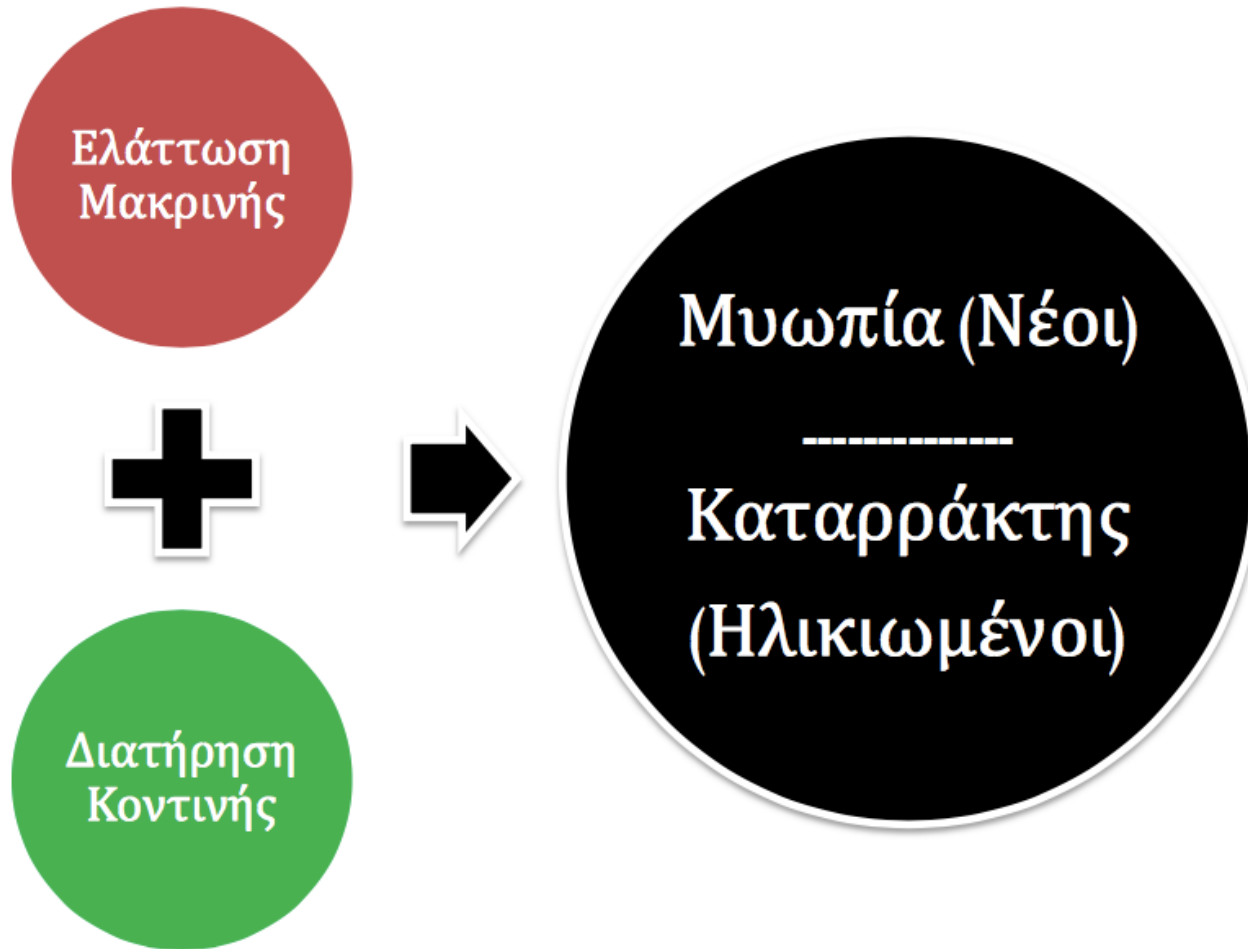 Ελάττωση
Μακρινής
Διατήρηση
Κοντινής
Μυωπία (Νέοι)
--------------
Καταρράκτης
(Ηλικιωμένοι)